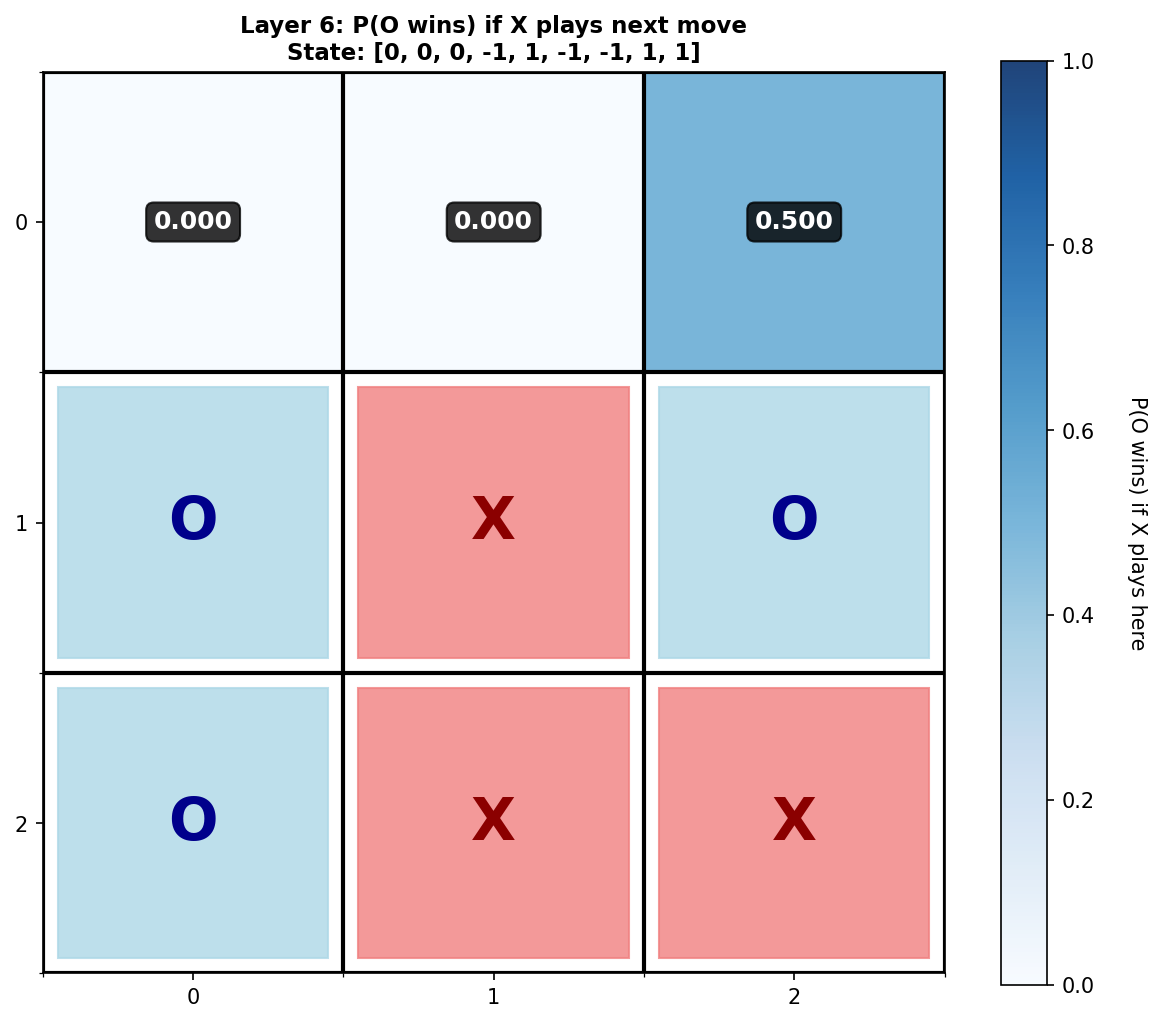 Layer 6: P(O wins) if X plays next move
State: [0, 0, 0, -1, 1, -1, -1, 1, 1]
0.000 0.000 0.500
O X O
O X X
0
1
2
0 1 2
1.0
0.8
0.6
0.4
0.2
0.0
P(O wins) if X plays here